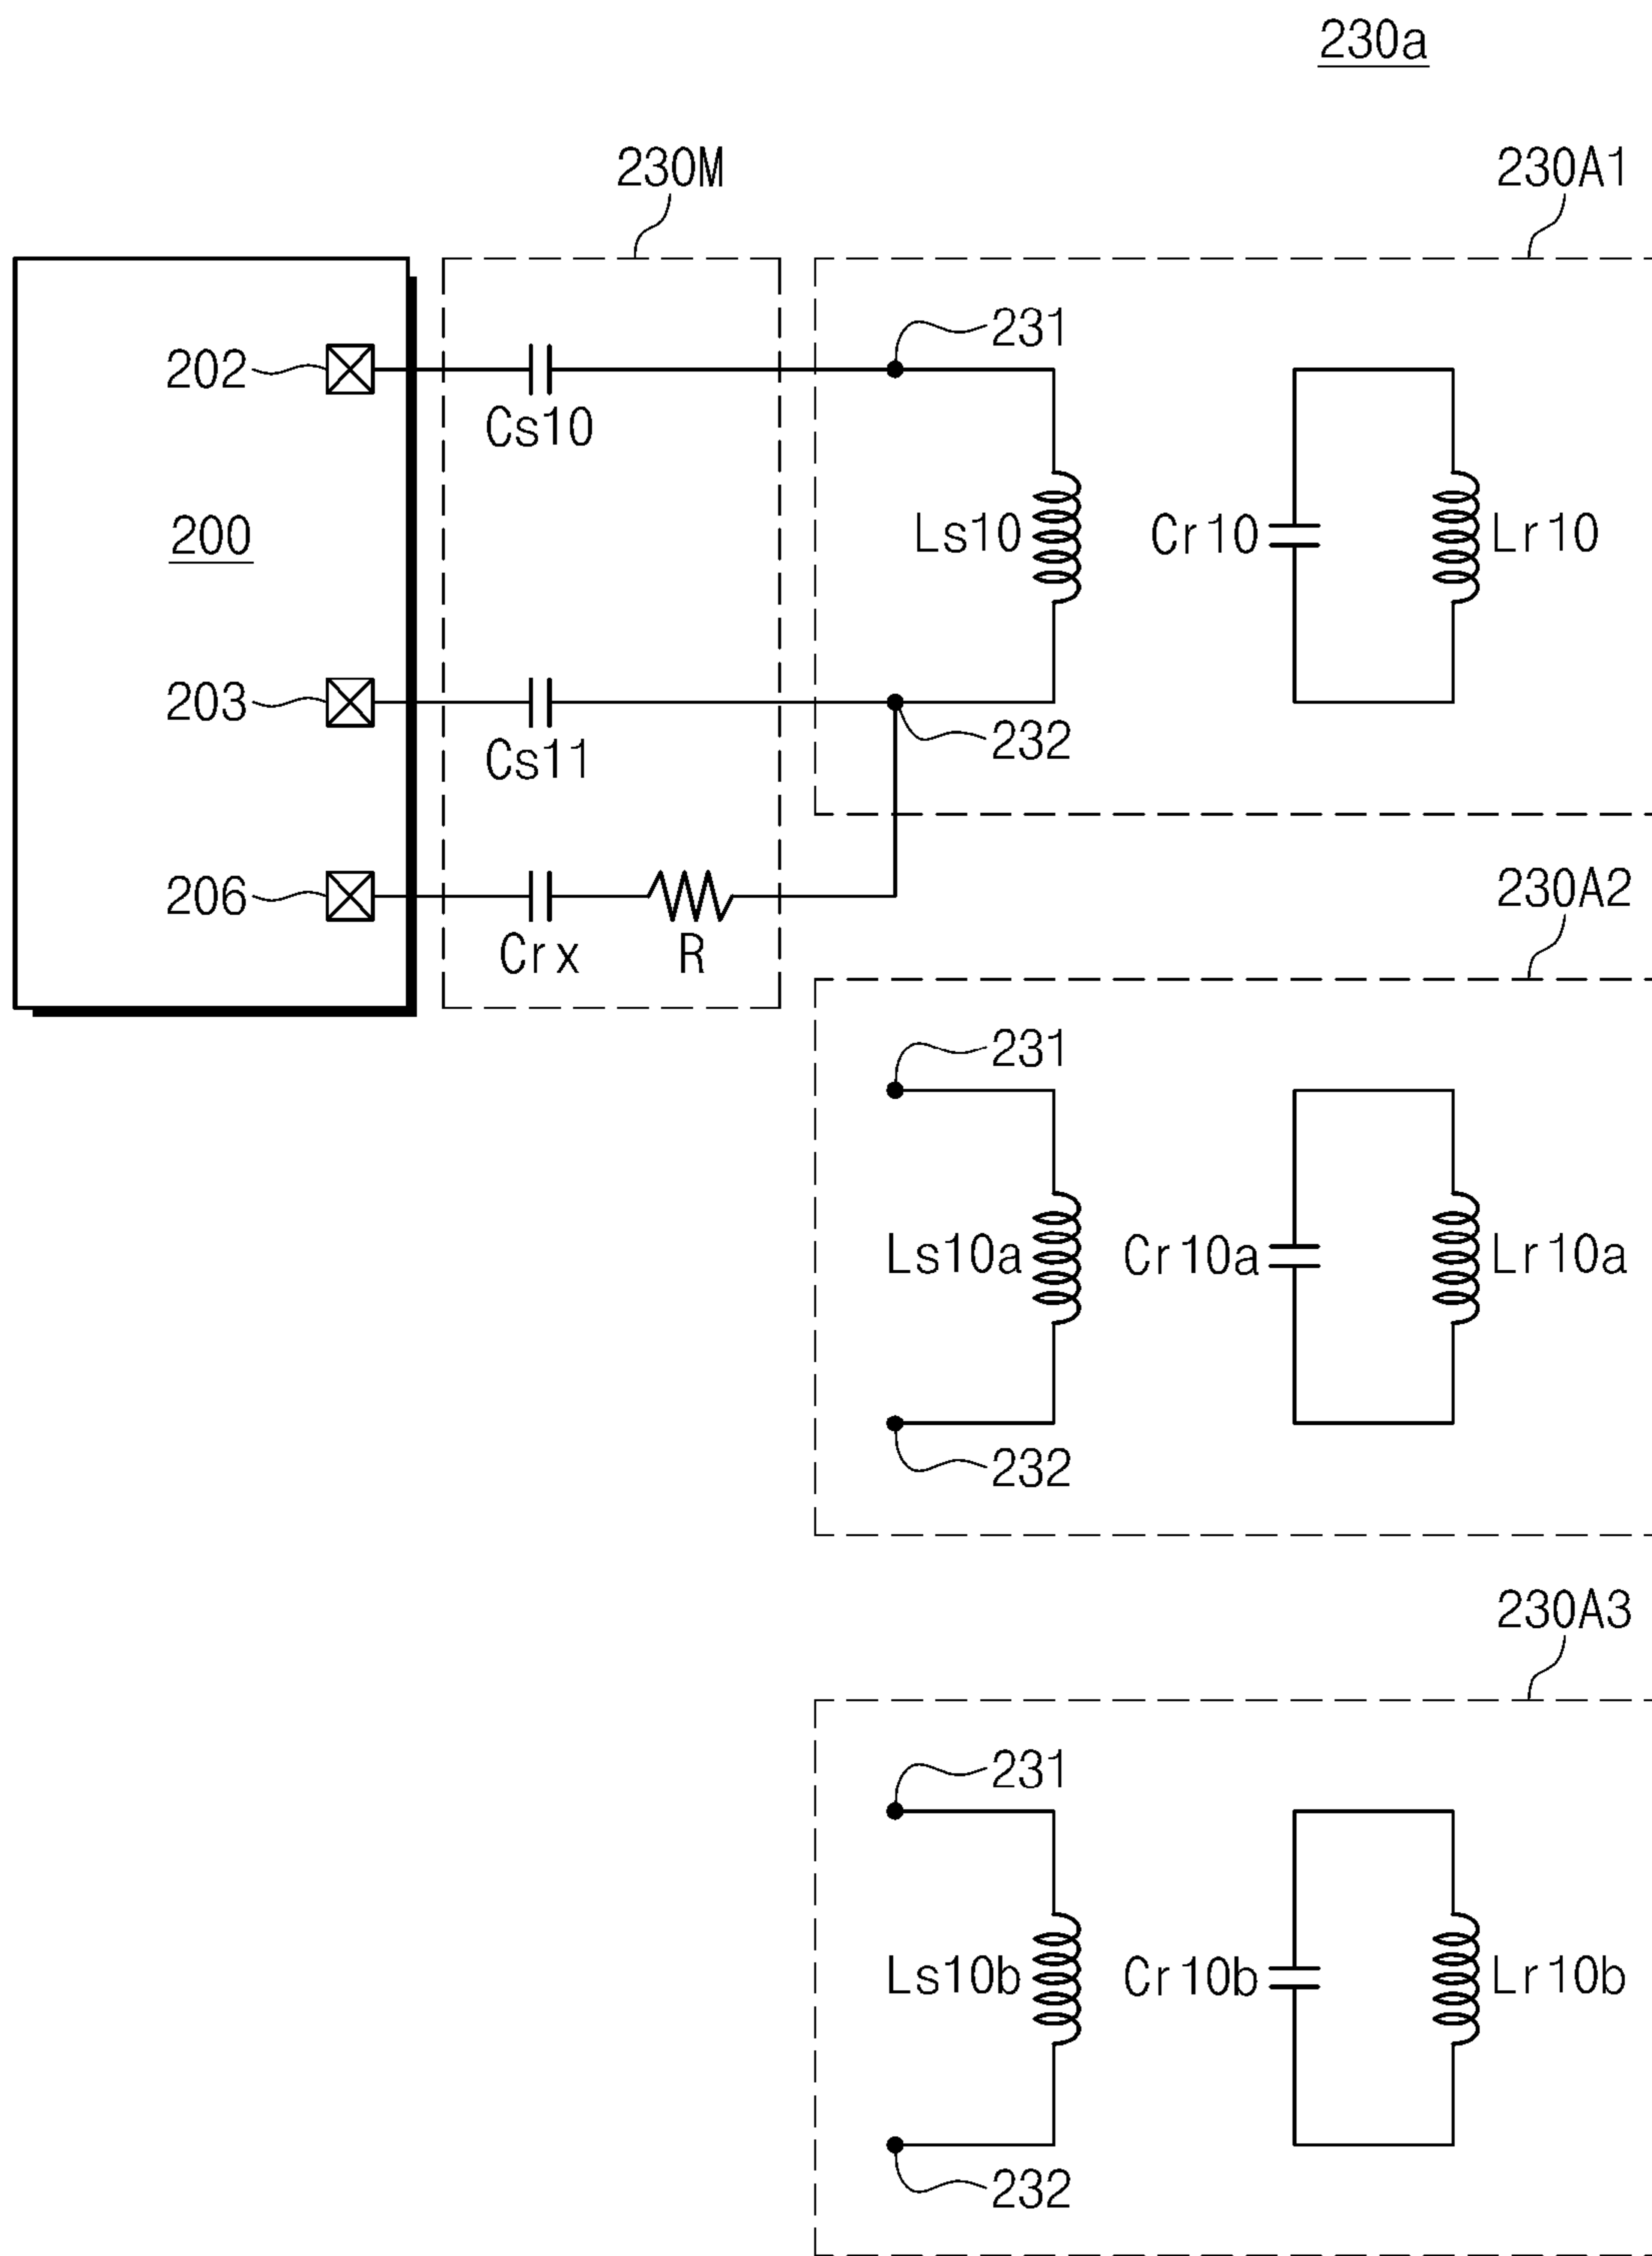 230a
230M
230A1
231
202
Cs10
200
Ls10
Cr10
Lr10
203
232
Cs11
206
Crx
R
230A2
231
Ls10a
Cr10a
Lr10a
232
230A3
231
Ls10b
Cr10b
Lr10b
232